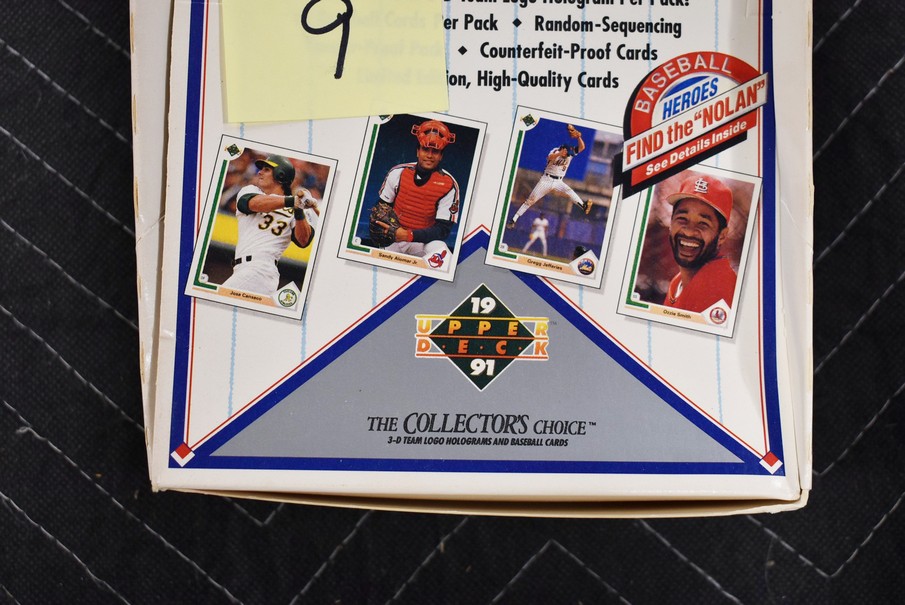 9
Team Logo Hologram Per Pack!
Per Pack ◆ Random-Sequencing
◆ Counterfeit-Proof Cards
High-Quality Cards
BASEBALL
HEROES
FIND the "NOLAN"
See Details Inside
33
Jose Canseco
Sandy Alomar Jr.
Gregg Jefferies
Ozzie Smith
19
UPPER
D·E·C·K
91
THE COLLECTOR'S CHOICE™
3-D TEAM LOGO HOLOGRAMS AND BASEBALL CARDS